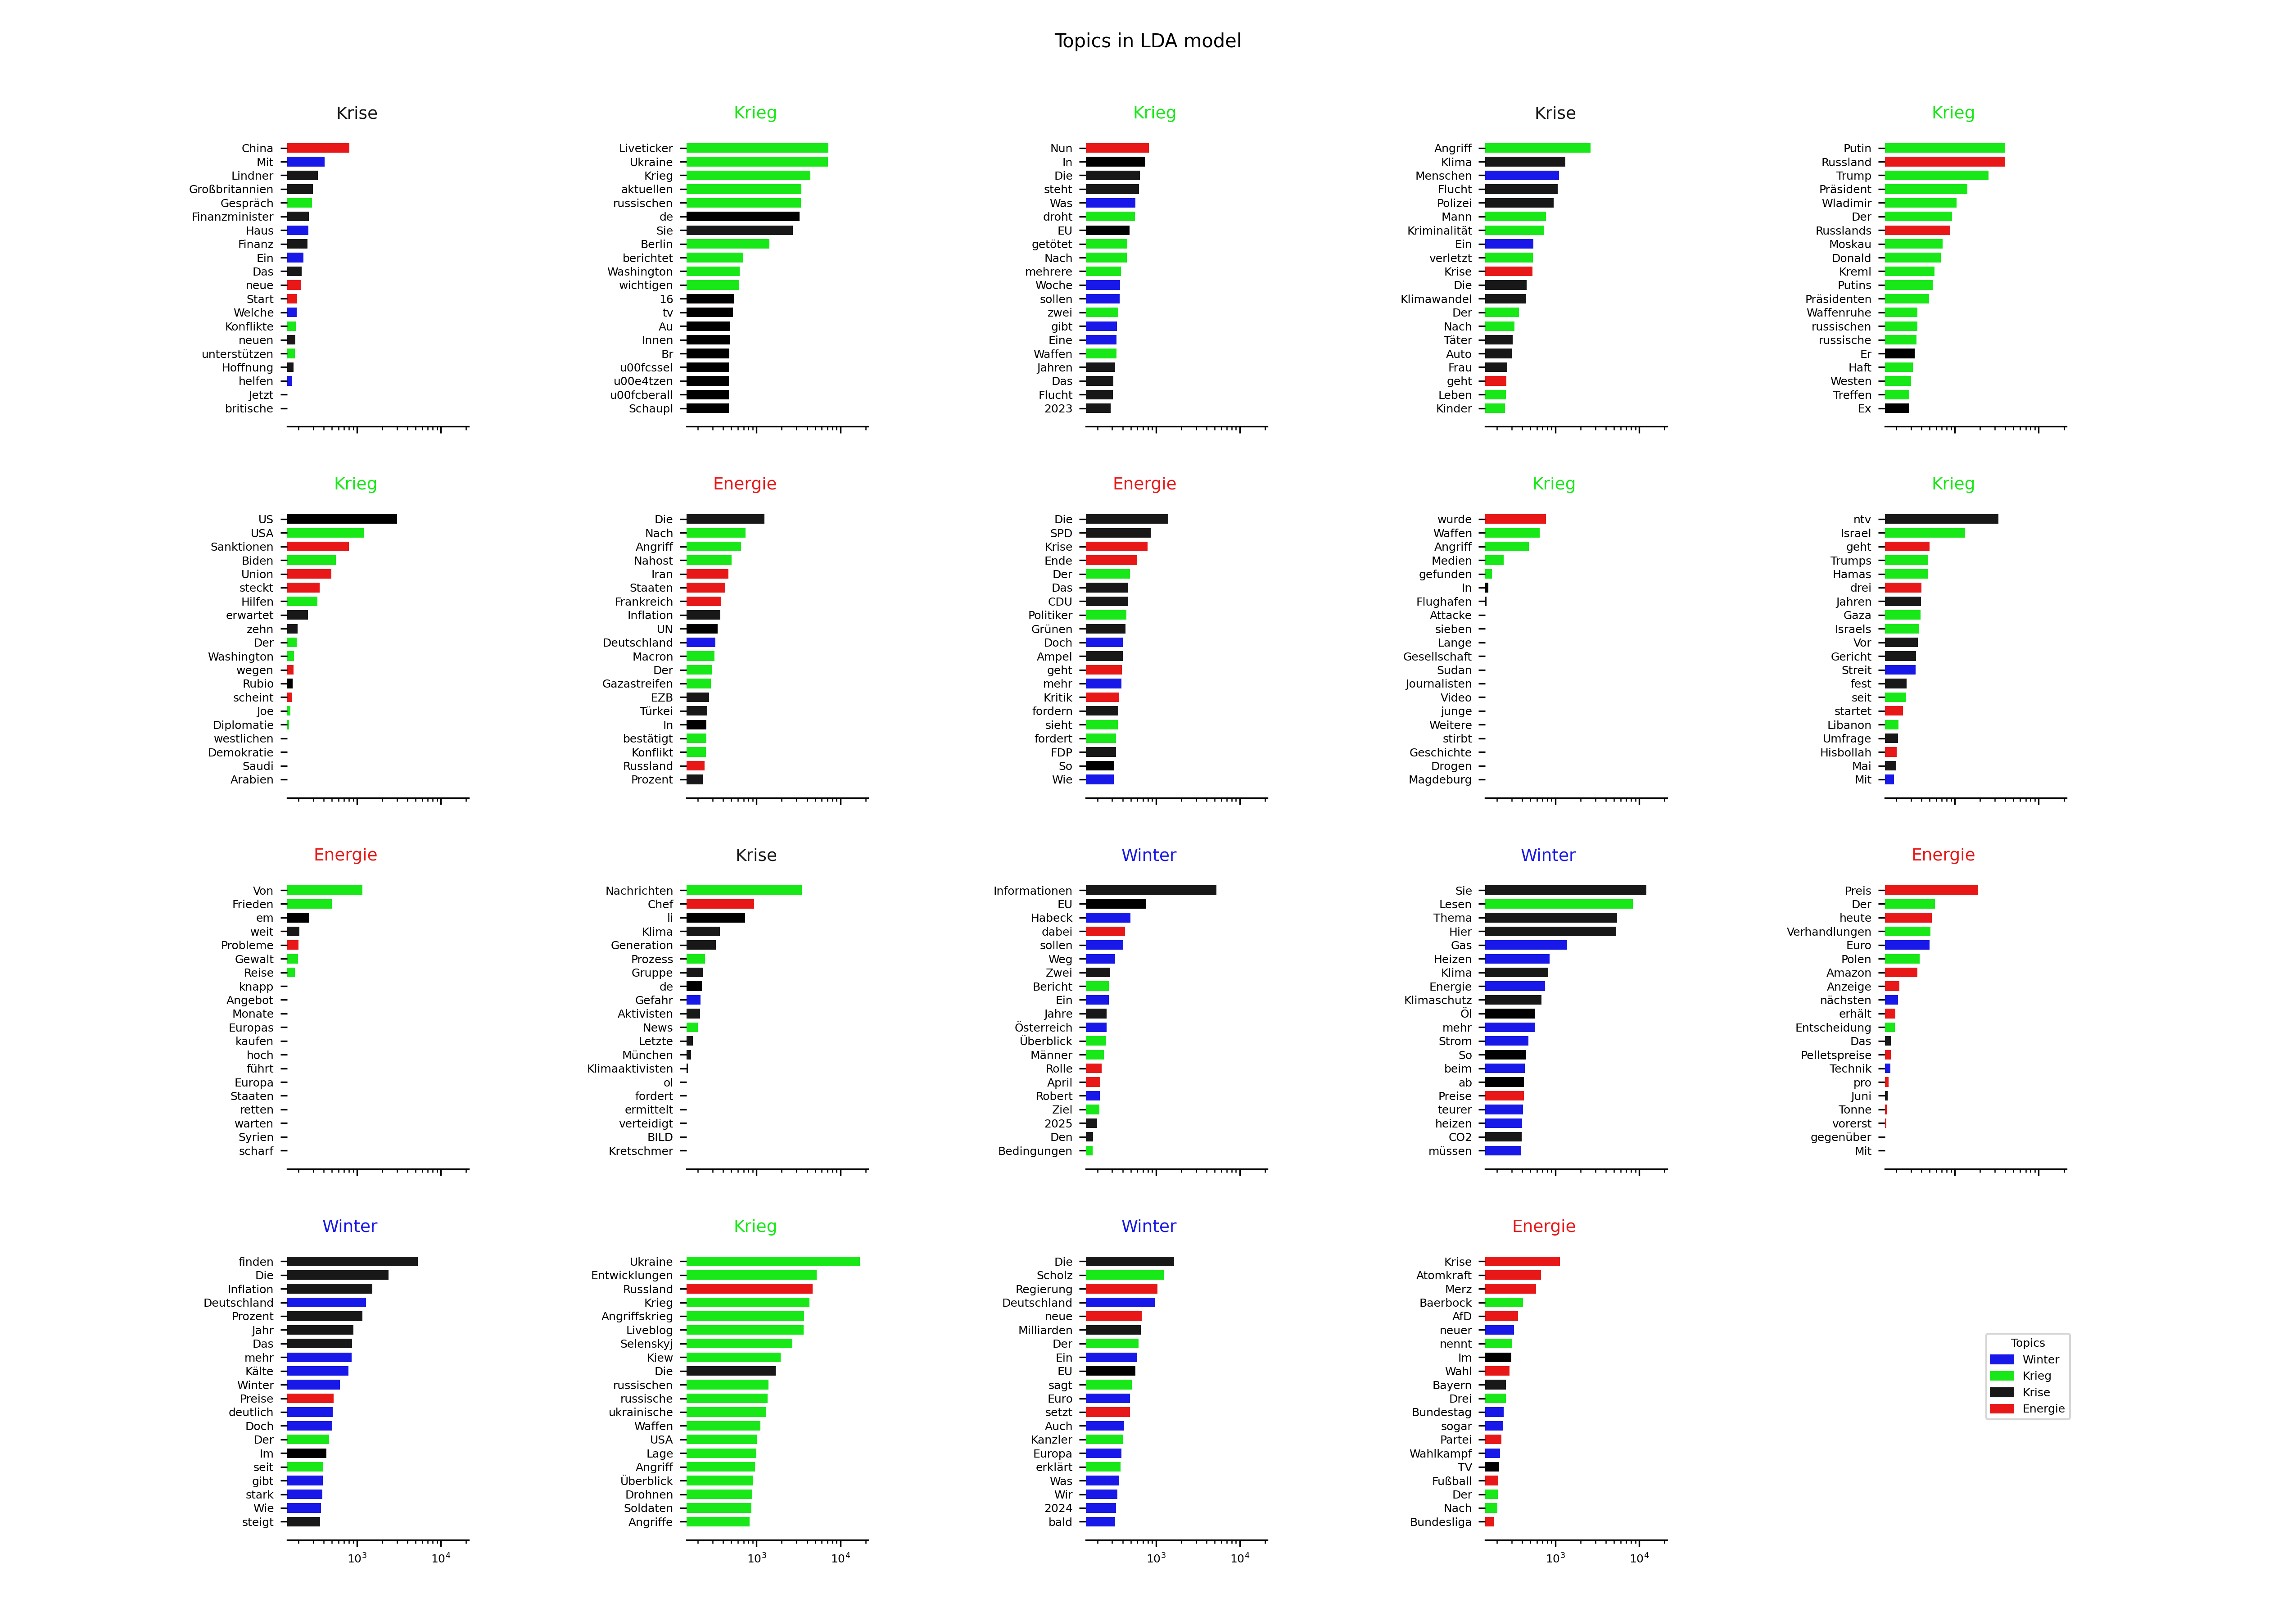 Topics in LDA model
Krise
China
Mit
Lindner
Großbritannien
Gespräch
Finanzminister
Haus
Finanz
Ein
Das
neue
Start
Welche
Konflikte
neuen
unterstützen
Hoffnung
helfen
Jetzt
britische
Krieg
Liveticker
Ukraine
Krieg
aktuellen
russischen
de
Sie
Berlin
berichtet
Washington
wichtigen
16
tv
Au
Innen
Br
u00fcssel
u00e4tzen
u00fcberall
Schaupl
Krieg
Nun
In
Die
steht
Was
droht
EU
getötet
Nach
mehrere
Woche
sollen
zwei
gibt
Eine
Waffen
Jahren
Das
Flucht
2023
Krise
Angriff
Klima
Menschen
Flucht
Polizei
Mann
Kriminalität
Ein
verletzt
Krise
Die
Klimawandel
Der
Nach
Täter
Auto
Frau
geht
Leben
Kinder
Krieg
Putin
Russland
Trump
Präsident
Wladimir
Der
Russlands
Moskau
Donald
Kreml
Putins
Präsidenten
Waffenruhe
russischen
russische
Er
Haft
Westen
Treffen
Ex
Krieg
US
USA
Sanktionen
Biden
Union
steckt
Hilfen
erwartet
zehn
Der
Washington
wegen
Rubio
scheint
Joe
Diplomatie
westlichen
Demokratie
Saudi
Arabien
Energie
Die
Nach
Angriff
Nahost
Iran
Staaten
Frankreich
Inflation
UN
Deutschland
Macron
Der
Gazastreifen
EZB
Türkei
In
bestätigt
Konflikt
Russland
Prozent
Energie
Die
SPD
Krise
Ende
Der
Das
CDU
Politiker
Grünen
Doch
Ampel
geht
mehr
Kritik
fordern
sieht
fordert
FDP
So
Wie
Krieg
wurde
Waffen
Angriff
Medien
gefunden
In
Flughafen
Attacke
sieben
Lange
Gesellschaft
Sudan
Journalisten
Video
junge
Weitere
stirbt
Geschichte
Drogen
Magdeburg
Krieg
ntv
Israel
geht
Trumps
Hamas
drei
Jahren
Gaza
Israels
Vor
Gericht
Streit
fest
seit
startet
Libanon
Umfrage
Hisbollah
Mai
Mit
Energie
Von
Frieden
em
weit
Probleme
Gewalt
Reise
knapp
Angebot
Monate
Europas
kaufen
hoch
führt
Europa
Staaten
retten
warten
Syrien
scharf
Krise
Nachrichten
Chef
li
Klima
Generation
Prozess
Gruppe
de
Gefahr
Aktivisten
News
Letzte
München
Klimaaktivisten
ol
fordert
ermittelt
verteidigt
BILD
Kretschmer
Winter
Informationen
EU
Habeck
dabei
sollen
Weg
Zwei
Bericht
Ein
Jahre
Österreich
Überblick
Männer
Rolle
April
Robert
Ziel
2025
Den
Bedingungen
Winter
Sie
Lesen
Thema
Hier
Gas
Heizen
Klima
Energie
Klimaschutz
Öl
mehr
Strom
So
beim
ab
Preise
teurer
heizen
CO2
müssen
Energie
Preis
Der
heute
Verhandlungen
Euro
Polen
Amazon
Anzeige
nächsten
erhält
Entscheidung
Das
Pelletspreise
Technik
pro
Juni
Tonne
vorerst
gegenüber
Mit
Winter
finden
Die
Inflation
Deutschland
Prozent
Jahr
Das
mehr
Kälte
Winter
Preise
deutlich
Doch
Der
Im
seit
gibt
stark
Wie
steigt
10³ 10⁴
Krieg
Ukraine
Entwicklungen
Russland
Krieg
Angriffskrieg
Liveblog
Selenskyj
Kiew
Die
russischen
russische
ukrainische
Waffen
USA
Lage
Angriff
Überblick
Drohnen
Soldaten
Angriffe
10³ 10⁴
Winter
Die
Scholz
Regierung
Deutschland
neue
Milliarden
Der
Ein
EU
sagt
Euro
setzt
Auch
Kanzler
Europa
erklärt
Was
Wir
2024
bald
10³ 10⁴
Energie
Krise
Atomkraft
Merz
Baerbock
AfD
neuer
nennt
Im
Wahl
Bayern
Drei
Bundestag
sogar
Partei
Wahlkampf
TV
Fußball
Der
Nach
Bundesliga
10³ 10⁴
Topics
Winter
Krieg
Krise
Energie